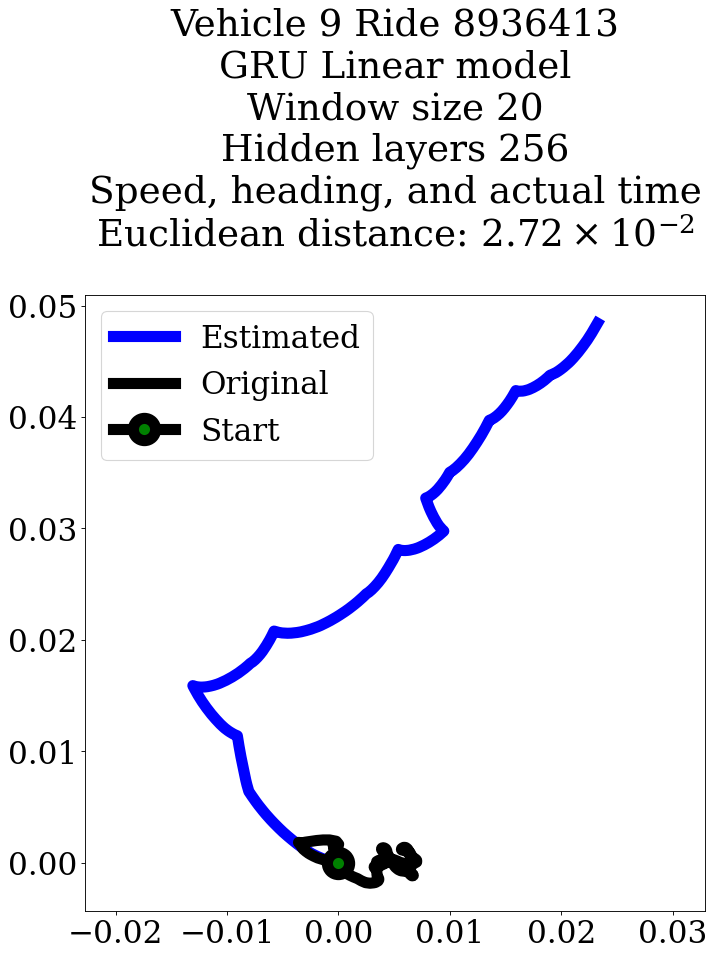 Vehicle 9 Ride 8936413
GRU Linear model
Window size 20
Hidden layers 256
Speed, heading, and actual time
Euclidean distance: 2.72 × 10⁻²
Estimated
Original
Start
0.05
0.04
0.03
0.02
0.01
0.00
−0.02 −0.01 0.00 0.01 0.02 0.03